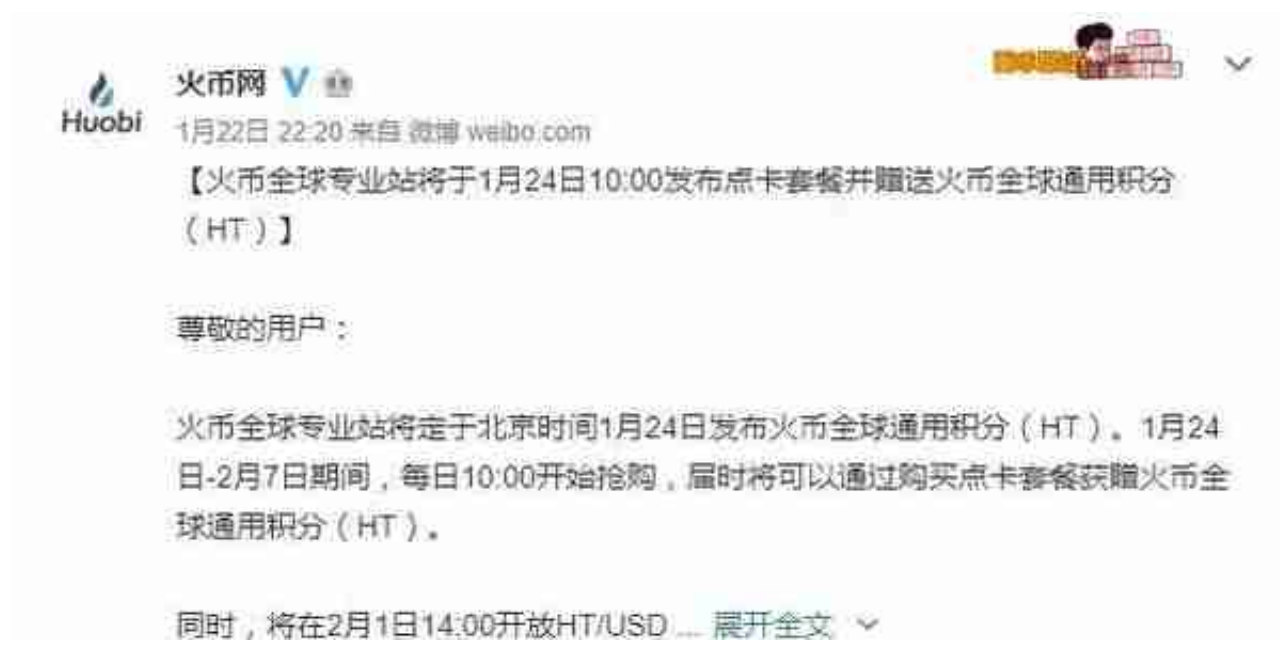 火币网
Huobi
1月22日 22:20 来自 微博 weibo.com
【火币全球专业站将于1月24日10:00发布点卡套餐并赠送火币全球通用积分
（HT）】
尊敬的用户：
火币全球专业站将定于北京时间1月24日发布火币全球通用积分（HT）。1月24
日-2月7日期间，每日10:00开始抢购，届时将可以通过购买点卡套餐获赠火币全
球通用积分（HT）。
同时，将在2月1日14:00开放HT/USD ... 展开全文